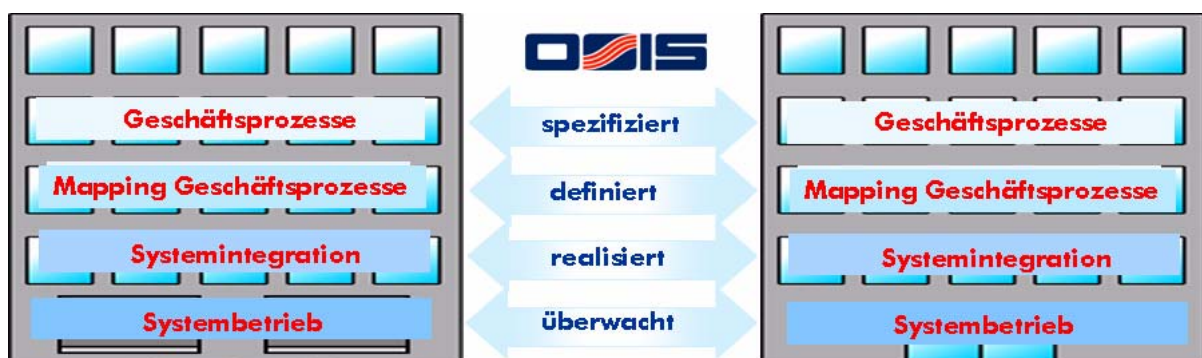 OSIS
Geschäftsprozesse
spezifiziert
Geschäftsprozesse
Mapping Geschäftsprozesse
definiert
Mapping Geschäftsprozesse
Systemintegration
realisiert
Systemintegration
Systembetrieb
überwacht
Systembetrieb